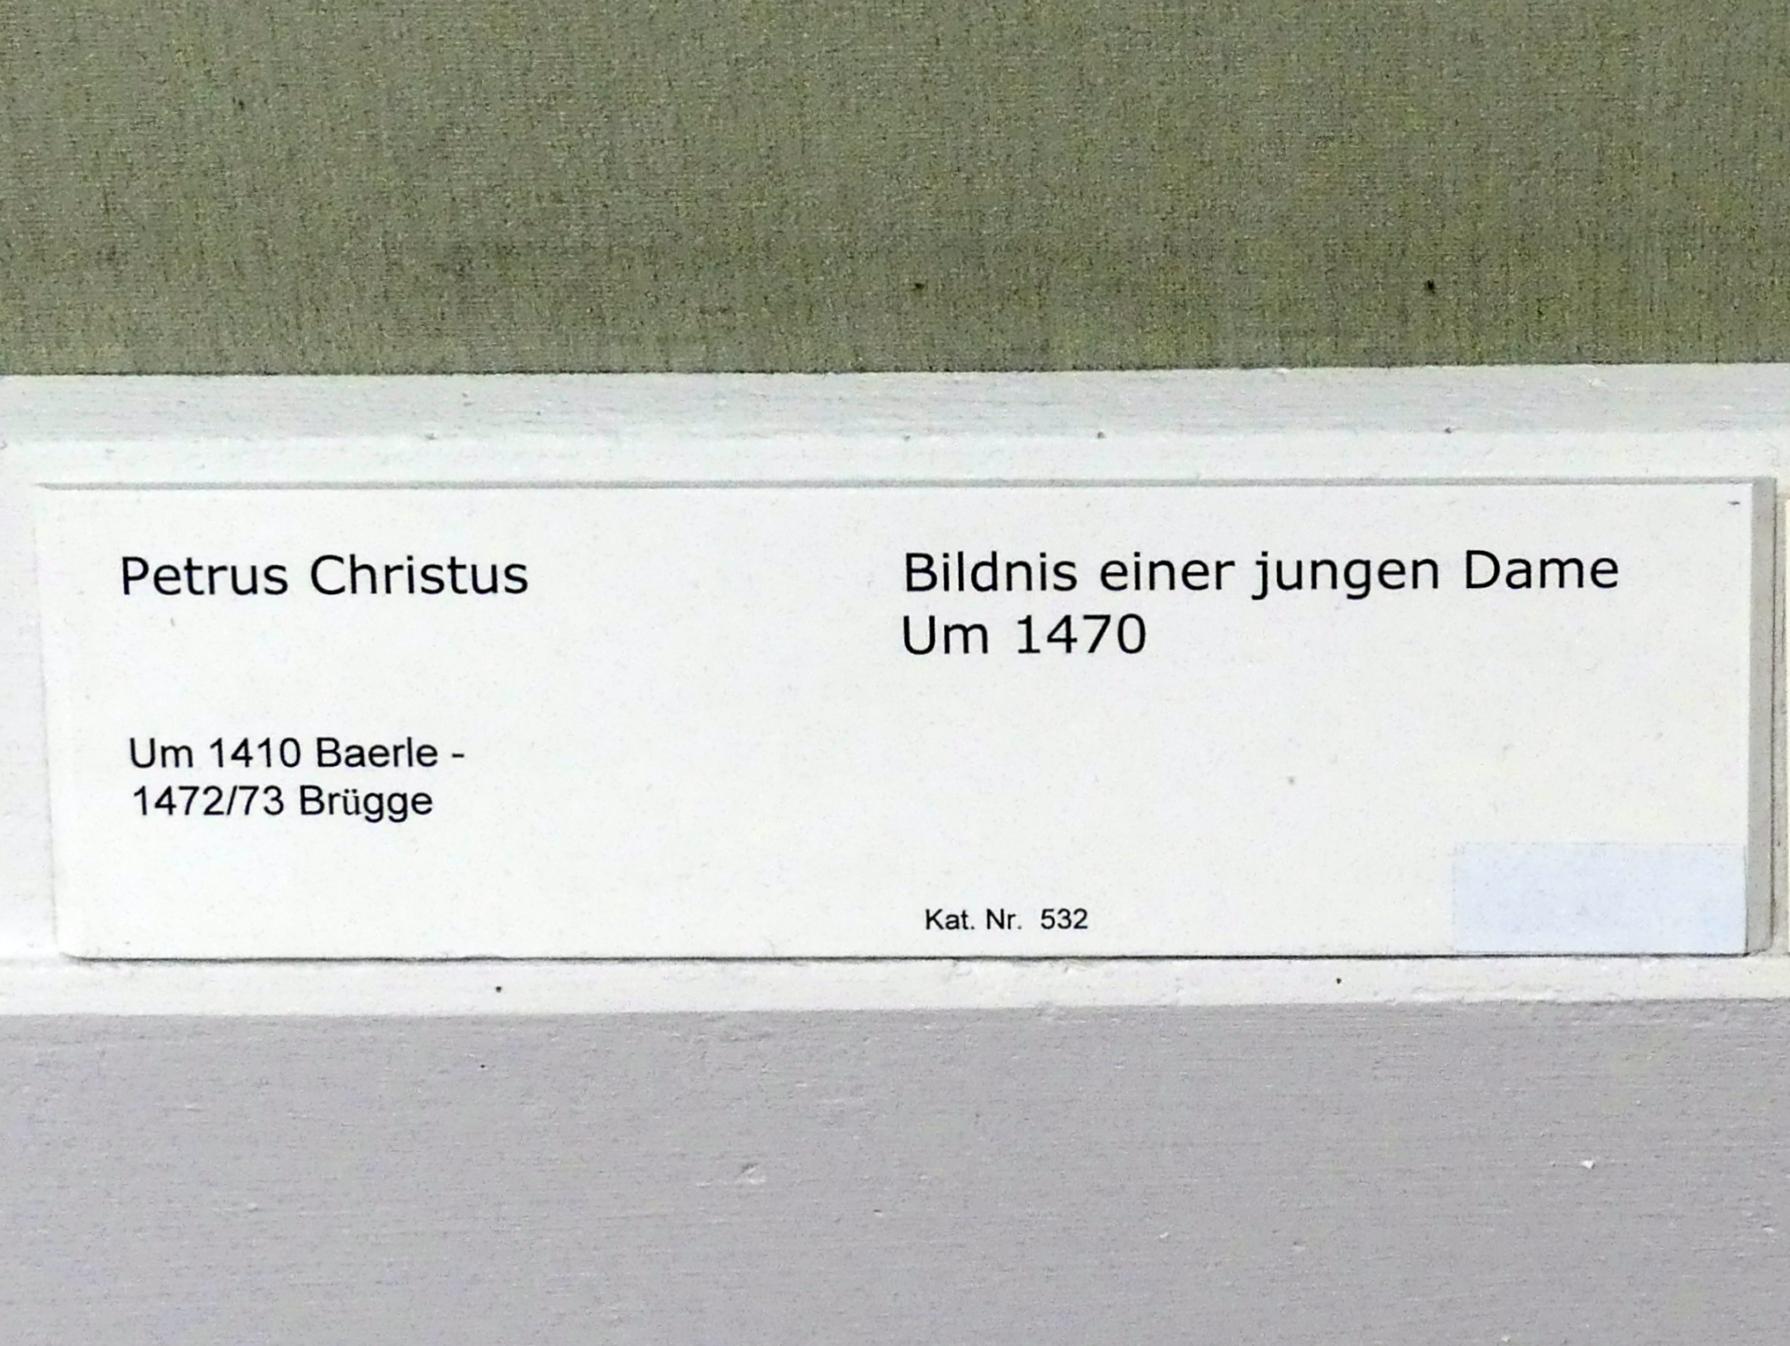 Petrus Christus
Um 1410 Baerle -
1472/73 Brügge
Bildnis einer jungen Dame
Um 1470
Kat. Nr. 532